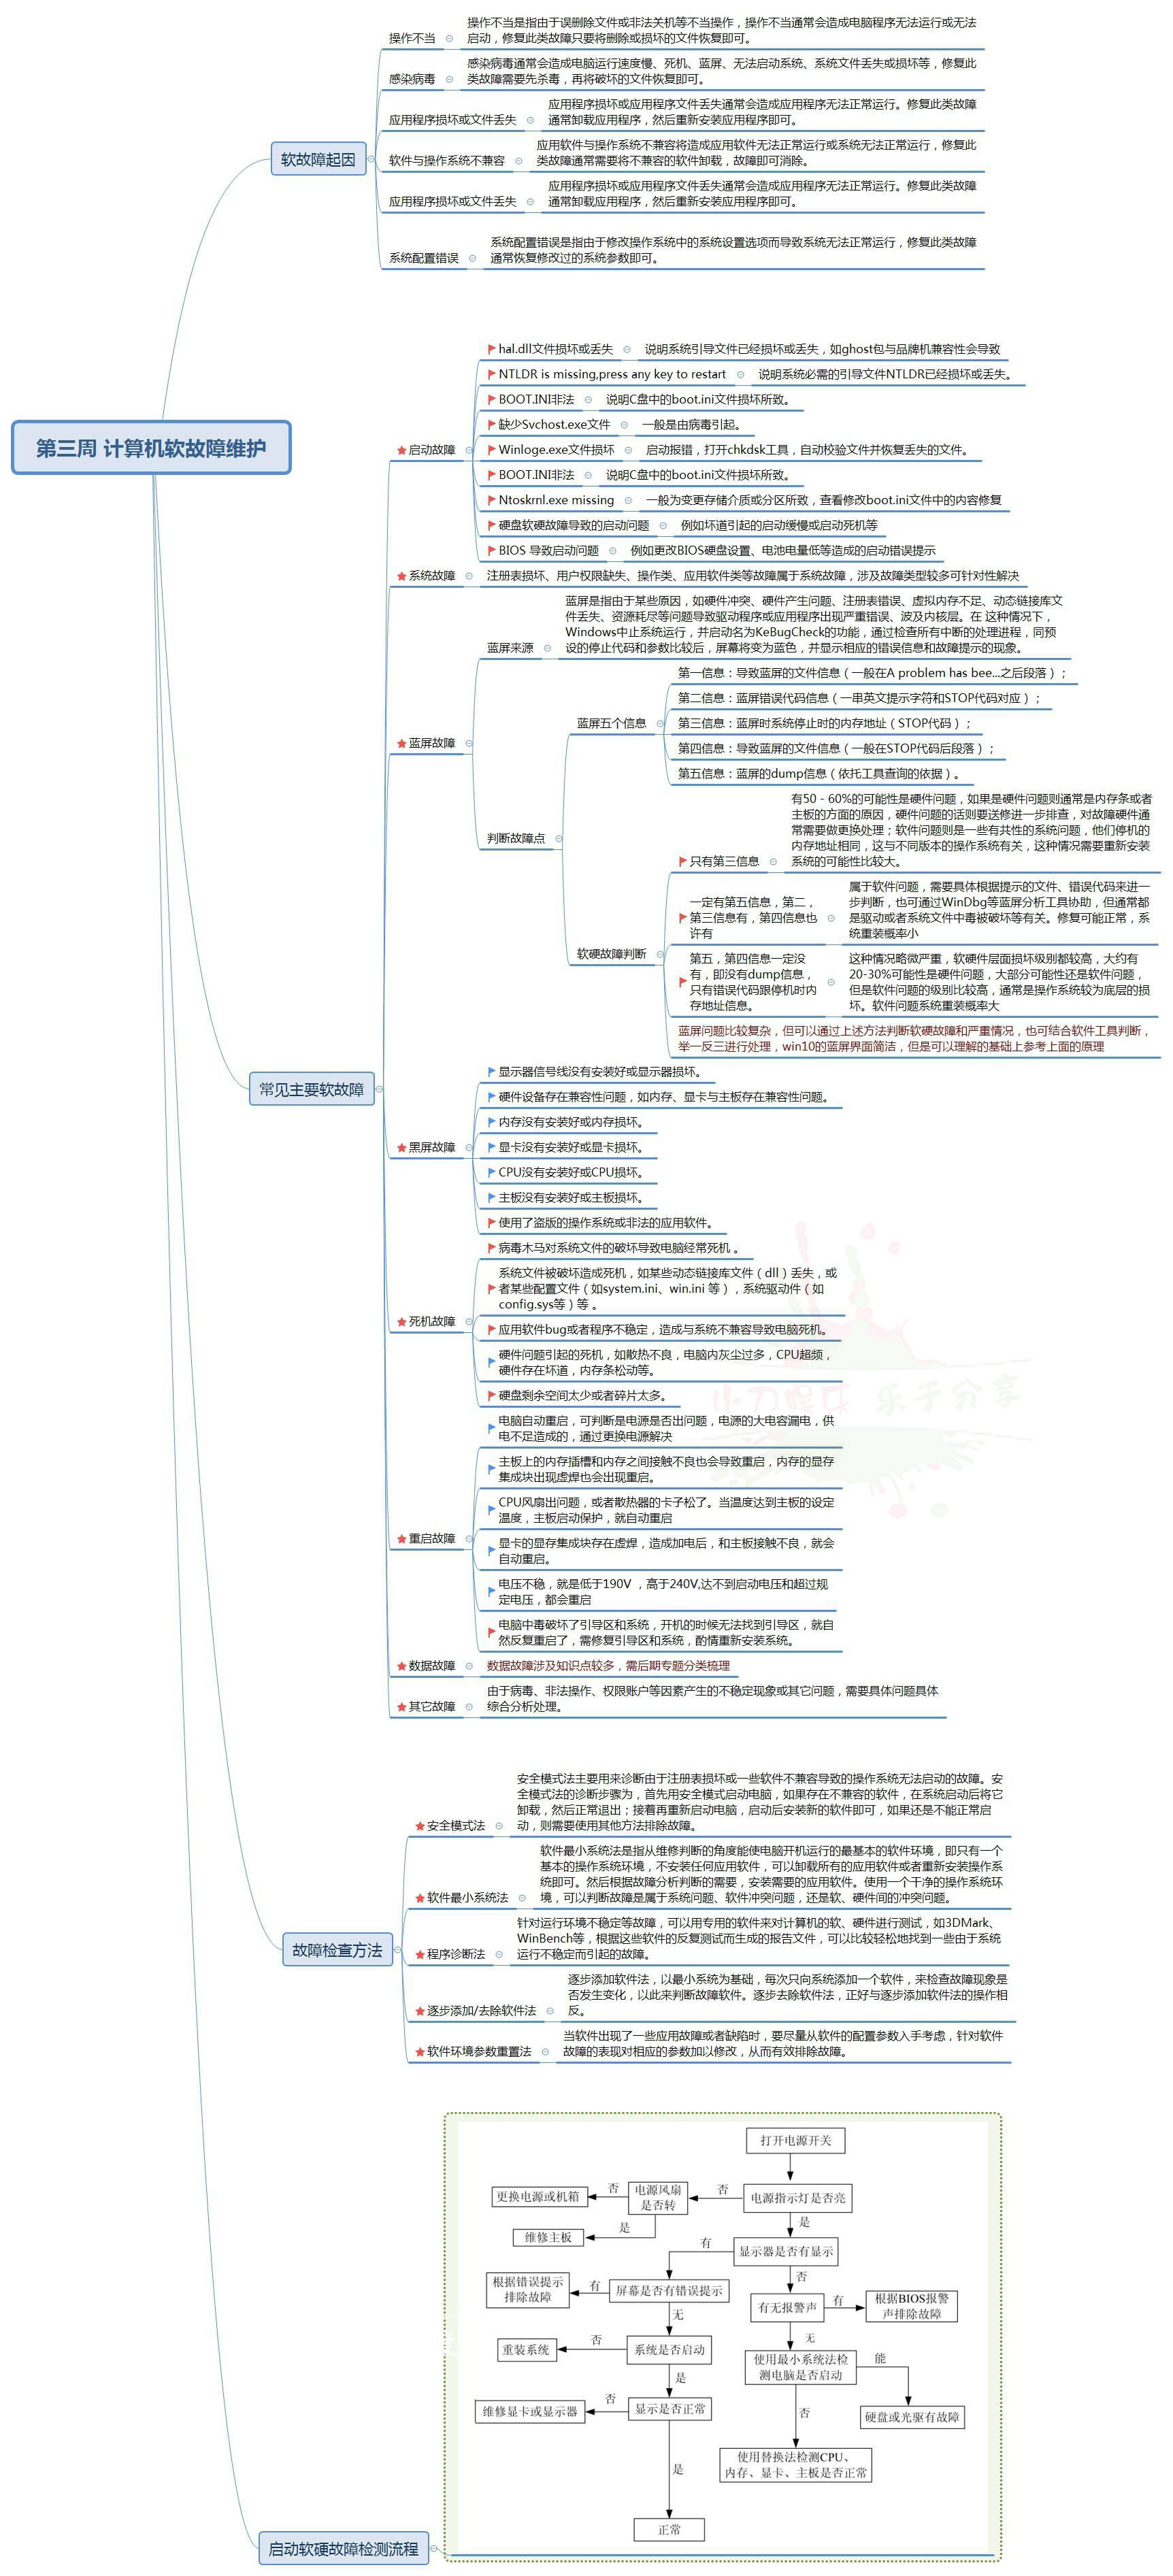 第三周 计算机软故障维护
软故障起因
操作不当
操作不当是指由于误删除文件或非法关机等不当操作，操作不当通常会造成电脑程序无法运行或无法
启动，修复此类故障只要将删除或损坏的文件恢复即可。
感染病毒
感染病毒通常会造成电脑运行速度慢、死机、蓝屏、无法启动系统、系统文件丢失或损坏等，修复此
类故障需要先杀毒，再将破坏的文件恢复即可。
应用程序损坏或文件丢失
应用程序损坏或应用程序文件丢失通常会造成应用程序无法正常运行。修复此类故障
通常卸载应用程序，然后重新安装应用程序即可。
软件与操作系统不兼容
应用软件与操作系统不兼容将造成应用软件无法正常运行或系统无法正常运行，修复此
类故障通常需要将不兼容的软件卸载，故障即可消除。
应用程序损坏或文件丢失
应用程序损坏或应用程序文件丢失通常会造成应用程序无法正常运行。修复此类故障
通常卸载应用程序，然后重新安装应用程序即可。
系统配置错误
系统配置错误是指由于修改操作系统中的系统设置选项而导致系统无法正常运行，修复此类故障
通常恢复修改过的系统参数即可。
常见主要软故障
启动故障
hal.dll文件损坏或丢失
说明系统引导文件已经损坏或丢失，如ghost包与品牌机兼容性会导致
NTLDR is missing,press any key to restart
说明系统必需的引导文件NTLDR已经损坏或丢失。
BOOT.INI非法
说明C盘中的boot.ini文件损坏所致。
缺少Svchost.exe文件
一般是由病毒引起。
Winloge.exe文件损坏
启动报错，打开chkdsk工具，自动校验文件并恢复丢失的文件。
BOOT.INI非法
说明C盘中的boot.ini文件损坏所致。
Ntoskrnl.exe missing
一般为变更存储介质或分区所致，查看修改boot.ini文件中的内容修复
硬盘软硬故障导致的启动问题
例如坏道引起的启动缓慢或启动死机等
BIOS 导致启动问题
例如更改BIOS硬盘设置、电池电量低等造成的启动错误提示
系统故障
注册表损坏、用户权限缺失、操作类、应用软件类等故障属于系统故障，涉及故障类型较多可针对性解决
蓝屏故障
蓝屏来源
蓝屏是指由于某些原因，如硬件冲突、硬件产生问题、注册表错误、虚拟内存不足、动态链接库文
件丢失、资源耗尽等问题导致驱动程序或应用程序出现严重错误、波及内核层。在 这种情况下，
Windows中止系统运行，并启动名为KeBugCheck的功能，通过检查所有中断的处理进程，同预
设的停止代码和参数比较后，屏幕将变为蓝色，并显示相应的错误信息和故障提示的现象。
判断故障点
蓝屏五个信息
第一信息：导致蓝屏的文件信息（一般在A problem has bee...之后段落）；
第二信息：蓝屏错误代码信息（一串英文提示字符和STOP代码对应）；
第三信息：蓝屏时系统停止时的内存地址（STOP代码）；
第四信息：导致蓝屏的文件信息（一般在STOP代码后段落）；
第五信息：蓝屏的dump信息（依托工具查询的依据）。
软硬故障判断
只有第三信息
有50－60%的可能性是硬件问题，如果是硬件问题则通常是内存条或者
主板的方面的原因，硬件问题的话则要送修进一步排查，对故障硬件通
常需要做更换处理；软件问题则是一些有共性的系统问题，他们停机的
内存地址相同，这与不同版本的操作系统有关，这种情况需要重新安装
系统的可能性比较大。
一定有第五信息，第二，
第三信息有，第四信息也
许有
属于软件问题，需要具体根据提示的文件、错误代码来进一
步判断，也可通过WinDbg等蓝屏分析工具协助，但通常都
是驱动或者系统文件中毒被破坏等有关。修复可能正常，系
统重装概率小
第五，第四信息一定没
有，即没有dump信息，
只有错误代码跟停机时内
存地址信息。
这种情况略微严重，软硬件层面损坏级别都较高，大约有
20-30%可能性是硬件问题，大部分可能性还是软件问题，
但是软件问题的级别比较高，通常是操作系统较为底层的损
坏。软件问题系统重装概率大
蓝屏问题比较复杂，但可以通过上述方法判断软硬故障和严重情况，也可结合软件工具判断，
举一反三进行处理，win10的蓝屏界面简洁，但是可以理解的基础上参考上面的原理
黑屏故障
显示器信号线没有安装好或显示器损坏。
硬件设备存在兼容性问题，如内存、显卡与主板存在兼容性问题。
内存没有安装好或内存损坏。
显卡没有安装好或显卡损坏。
CPU没有安装好或CPU损坏。
主板没有安装好或主板损坏。
使用了盗版的操作系统或非法的应用软件。
死机故障
病毒木马对系统文件的破坏导致电脑经常死机 。
系统文件被破坏造成死机，如某些动态链接库文件（dll）丢失，或
者某些配置文件（如system.ini、win.ini 等），系统驱动件（如
config.sys等）等 。
应用软件bug或者程序不稳定，造成与系统不兼容导致电脑死机。
硬件问题引起的死机，如散热不良，电脑内灰尘过多，CPU超频，
硬件存在坏道，内存条松动等。
硬盘剩余空间太少或者碎片太多。
小刀娱乐 乐于分享
重启故障
电脑自动重启，可判断是电源是否出问题，电源的大电容漏电，供
电不足造成的，通过更换电源解决
主板上的内存插槽和内存之间接触不良也会导致重启，内存的显存
集成块出现虚焊也会出现重启。
CPU风扇出问题，或者散热器的卡子松了。当温度达到主板的设定
温度，主板启动保护，就自动重启
显卡的显存集成块存在虚焊，造成加电后，和主板接触不良，就会
自动重启。
电压不稳，就是低于190V ，高于240V,达不到启动电压和超过规
定电压，都会重启
电脑中毒破坏了引导区和系统，开机的时候无法找到引导区，就自
然反复重启了，需修复引导区和系统，酌情重新安装系统。
数据故障
数据故障涉及知识点较多，需后期专题分类梳理
其它故障
由于病毒、非法操作、权限账户等因素产生的不稳定现象或其它问题，需要具体问题具体
综合分析处理。
故障检查方法
安全模式法
安全模式法主要用来诊断由于注册表损坏或一些软件不兼容导致的操作系统无法启动的故障。安
全模式法的诊断步骤为，首先用安全模式启动电脑，如果存在不兼容的软件，在系统启动后将它
卸载，然后正常退出；接着再重新启动电脑，启动后安装新的软件即可，如果还是不能正常启
动，则需要使用其他方法排除故障。
软件最小系统法
软件最小系统法是指从维修判断的角度能使电脑开机运行的最基本的软件环境，即只有一个
基本的操作系统环境，不安装任何应用软件，可以卸载所有的应用软件或者重新安装操作系
统即可。然后根据故障分析判断的需要，安装需要的应用软件。使用一个干净的操作系统环
境，可以判断故障是属于系统问题、软件冲突问题，还是软、硬件间的冲突问题。
程序诊断法
针对运行环境不稳定等故障，可以用专用的软件来对计算机的软、硬件进行测试，如3DMark、
WinBench等，根据这些软件的反复测试而生成的报告文件，可以比较轻松地找到一些由于系统
运行不稳定而引起的故障。
逐步添加/去除软件法
逐步添加软件法，以最小系统为基础，每次只向系统添加一个软件，来检查故障现象是
否发生变化，以此来判断故障软件。逐步去除软件法，正好与逐步添加软件法的操作相
反。
软件环境参数重置法
当软件出现了一些应用故障或者缺陷时，要尽量从软件的配置参数入手考虑，针对软件
故障的表现对相应的参数加以修改，从而有效排除故障。
启动软硬故障检测流程
打开电源开关
电源指示灯是否亮
否
电源风扇
是否转
否
更换电源或机箱
是
维修主板
是
显示器是否有显示
有
否
屏幕是否有错误提示
有
根据错误提示
排除故障
有无报警声
有
根据BIOS报警
声排除故障
无
无
系统是否启动
否
重装系统
使用最小系统法检
测电脑是否启动
能
硬盘或光驱有故障
是
否
显示是否正常
否
维修显卡或显示器
使用替换法检测CPU、
内存、显卡、主板是否正常
是
正常